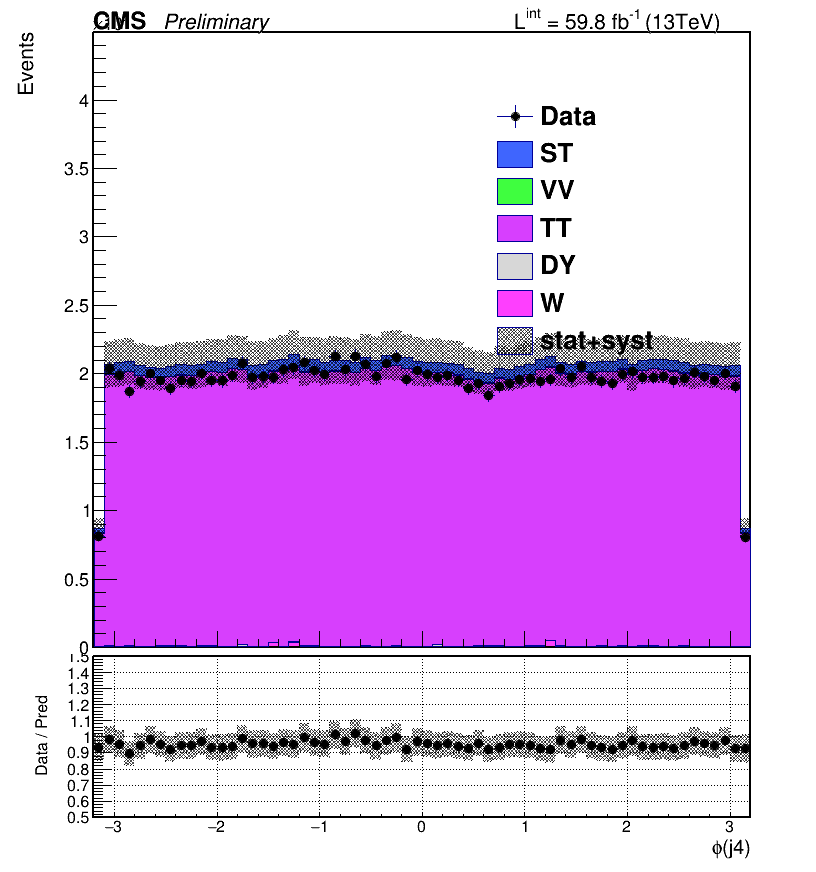 CMS Preliminary L^int = 59.8 fb^-1 (13TeV)
Events
4
3.5
3
2.5
2
1.5
1
0.5
0
Data
ST
VV
TT
DY
W
stat+syst
Data / Pred
1.5
1.4
1.3
1.2
1.1
1
0.9
0.8
0.7
0.6
0.5
−3 −2 −1 0 1 2 3
ϕ(j4)